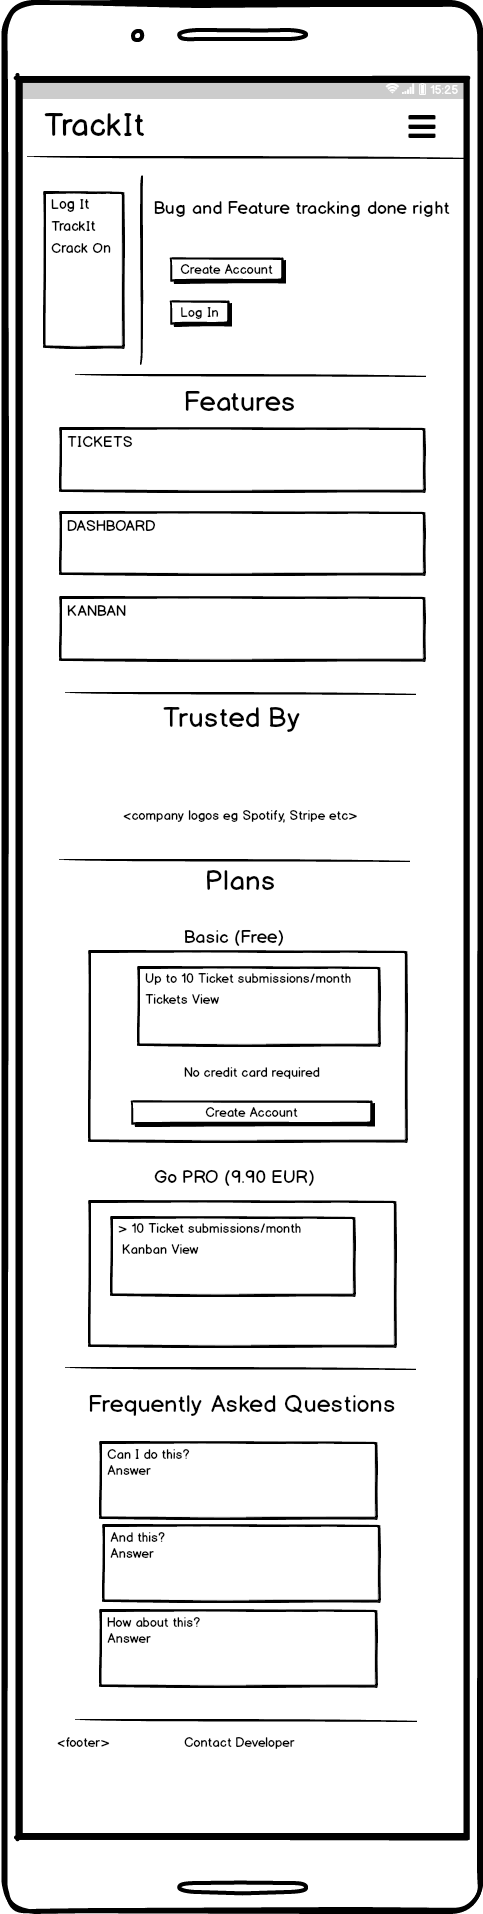 15:25
TrackIt
Log It
TrackIt
Crack On
Bug and Feature tracking done right
Create Account
Log In
Features
TICKETS
DASHBOARD
KANBAN
Trusted By
<company logos eg Spotify, Stripe etc>
Plans
Basic (Free)
Up to 10 Ticket submissions/month
Tickets View
No credit card required
Create Account
Go PRO (9.90 EUR)
> 10 Ticket submissions/month
Kanban View
Frequently Asked Questions
Can I do this?
Answer
And this?
Answer
How about this?
Answer
<footer> Contact Developer